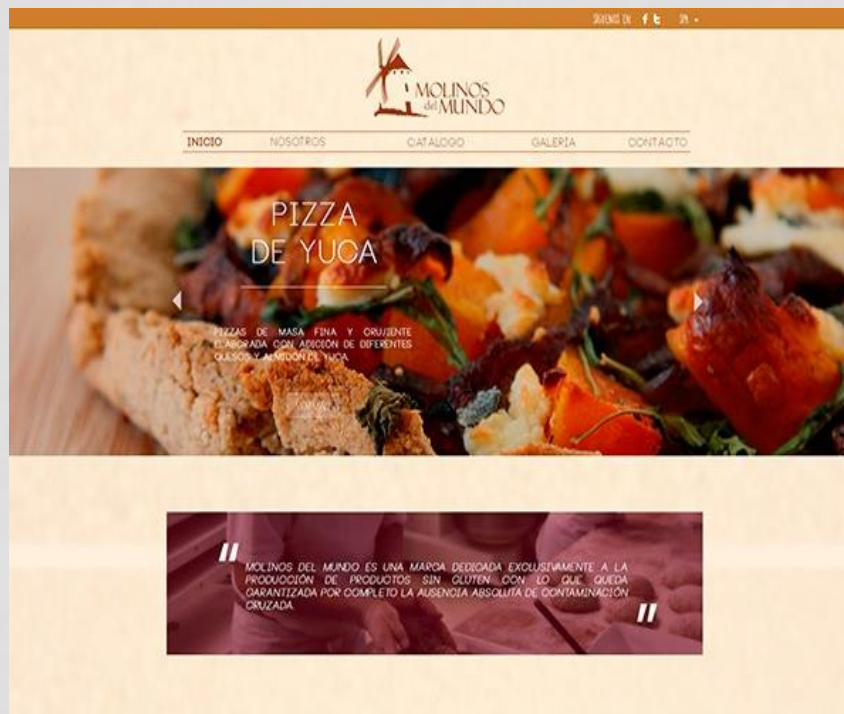 SÍGUENOS EN
SPA
MOLINOS
del MUNDO
INICIO
NOSOTROS
CATALOGO
GALERIA
CONTACTO
PIZZA
DE YUCA
PIZZAS DE MASA FINA Y CRUJIENTE
ELABORADA CON ADICIÓN DE DIFERENTES
QUESOS Y ALMIDÓN DE YUCA.
"MOLINOS DEL MUNDO ES UNA MARCA DEDICADA EXCLUSIVAMENTE A LA
PRODUCCIÓN DE PRODUCTOS SIN GLUTEN CON LO QUE QUEDA
GARANTIZADA POR COMPLETO LA AUSENCIA ABSOLUTA DE CONTAMINACIÓN
CRUZADA."